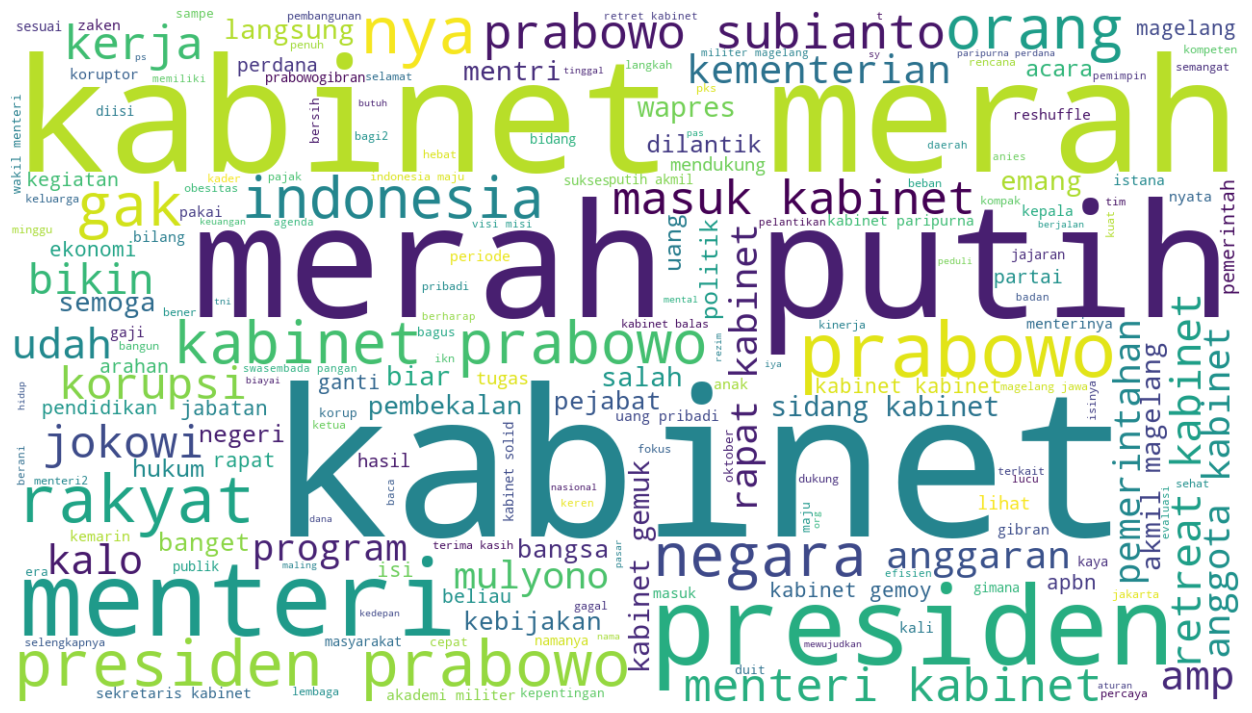 sesuai zaken sampe langsung pembangunan nya retret kabinet prabowo subianto t orang magelang
kerja ps penuh perdana prabowogibran selamat mentri tinggal militer magelang langkah kementerian sy paripurna perdana rencana acara kompeten pemimpin semangat
koruptor memiliki
kabinet merah
wakil menteri diisi bersih butuh bagi2 bidang pks wapres dilantik reshuffle
hebat mendukung pas daerah anies
kegiatan keluarga kader obesitas pajak indonesia maju sukses putih akmil beban emang istana
gak pakai indonesia masuk kabinet kompak kepala tim nyata pemerintah
minggu keuangan agenda visi misi pelantikan kabinet paripurna berjalan kuat
ekonomi bilang merah putih uang politik jajaran
bikin periode peduli partai
semoga tni pribadi mental badan
bener berharap
udah gaji bangun kabinet prabowo bagus kabinet balas rezim prabowo kinerja menterinya
arahan swasembada pangan ikn iya
korupsi biayai ganti biar tugas salah anak kabinet kabinet magelang jawa
hidup pendidikan jabatan korup pembekalan pejabat uang pribadi sidang kabinet isinya pemerintahan
jokowi negeri ketua kabinet fokus rapat kabinet akmil magelang retreat kabinet anggota kabinet
berani hukum rapat hasil kabinet solid oktober terkait lucu
menteri2 baca nasional dukung sehat
rakyat dana keren kabinet gemuk maju org lihat evaluasi
kemarin gibran
kalo banget program terima kasih bangsa pasar negara anggaran kaya
era publik maling isi mulyono efisien apbn
menteri beliau masuk kabinet gemoy gimana jakarta
kedepan gagal kebijakan presiden kali
selengkapnya masyarakat cepat namanya nama mewujudkan
presiden prabowo duit amp
sekretaris kabinet lembaga akademi militer kepentingan menteri kabinet aturan percaya